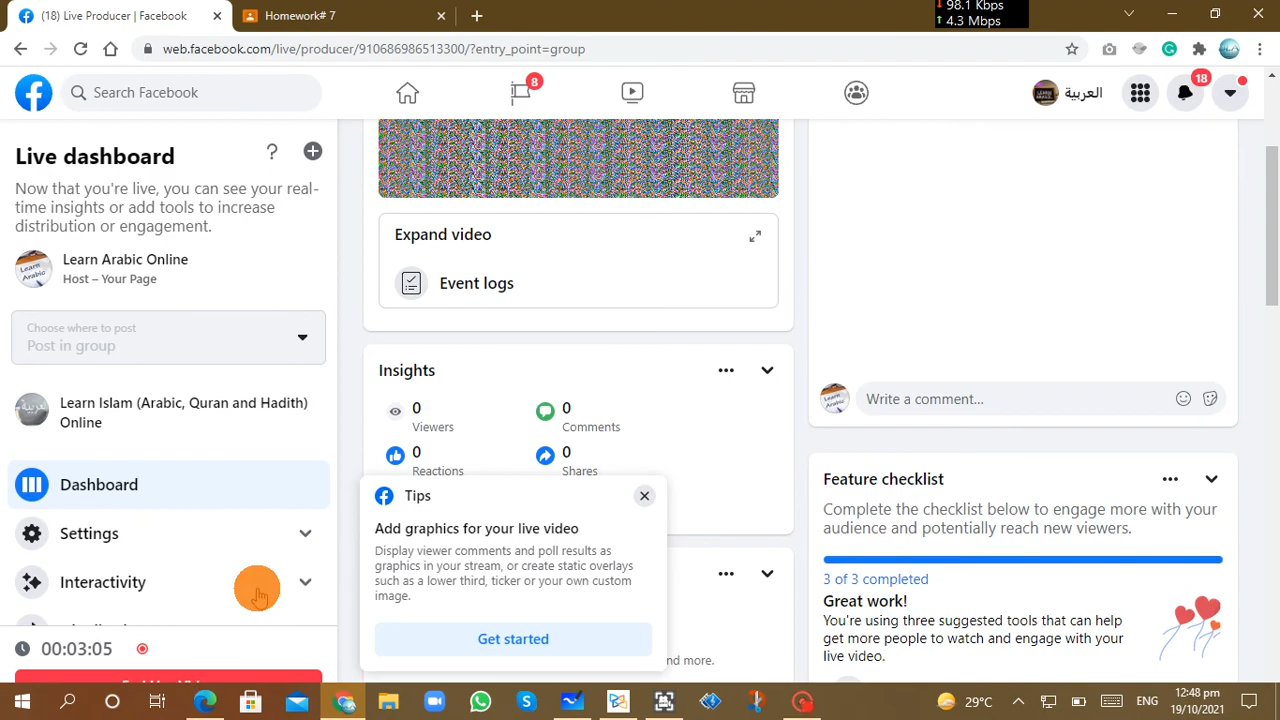 (18) Live Producer | Facebook
Homework# 7
98.1 Kbps
4.3 Mbps
web.facebook.com/live/producer/910686986513300/?entry_point=group
Search Facebook
8
العربية
18
Live dashboard
Now that you're live, you can see your real-
time insights or add tools to increase
distribution or engagement.
Learn Arabic Online
Host – Your Page
Choose where to post
Post in group
Learn Islam (Arabic, Quran and Hadith)
Online
Dashboard
Settings
Interactivity
00:03:05
Expand video
Event logs
Insights
0
Viewers
0
Comments
0
Reactions
0
Shares
Tips
Add graphics for your live video
Display viewer comments and poll results as
graphics in your stream, or create static overlays
such as a lower third, ticker or your own custom
image.
Get started
nd more.
Write a comment...
Feature checklist
Complete the checklist below to engage more with your
audience and potentially reach new viewers.
3 of 3 completed
Great work!
You're using three suggested tools that can help
get more people to watch and engage with your
live video.
29°C
ENG
12:48 pm
19/10/2021